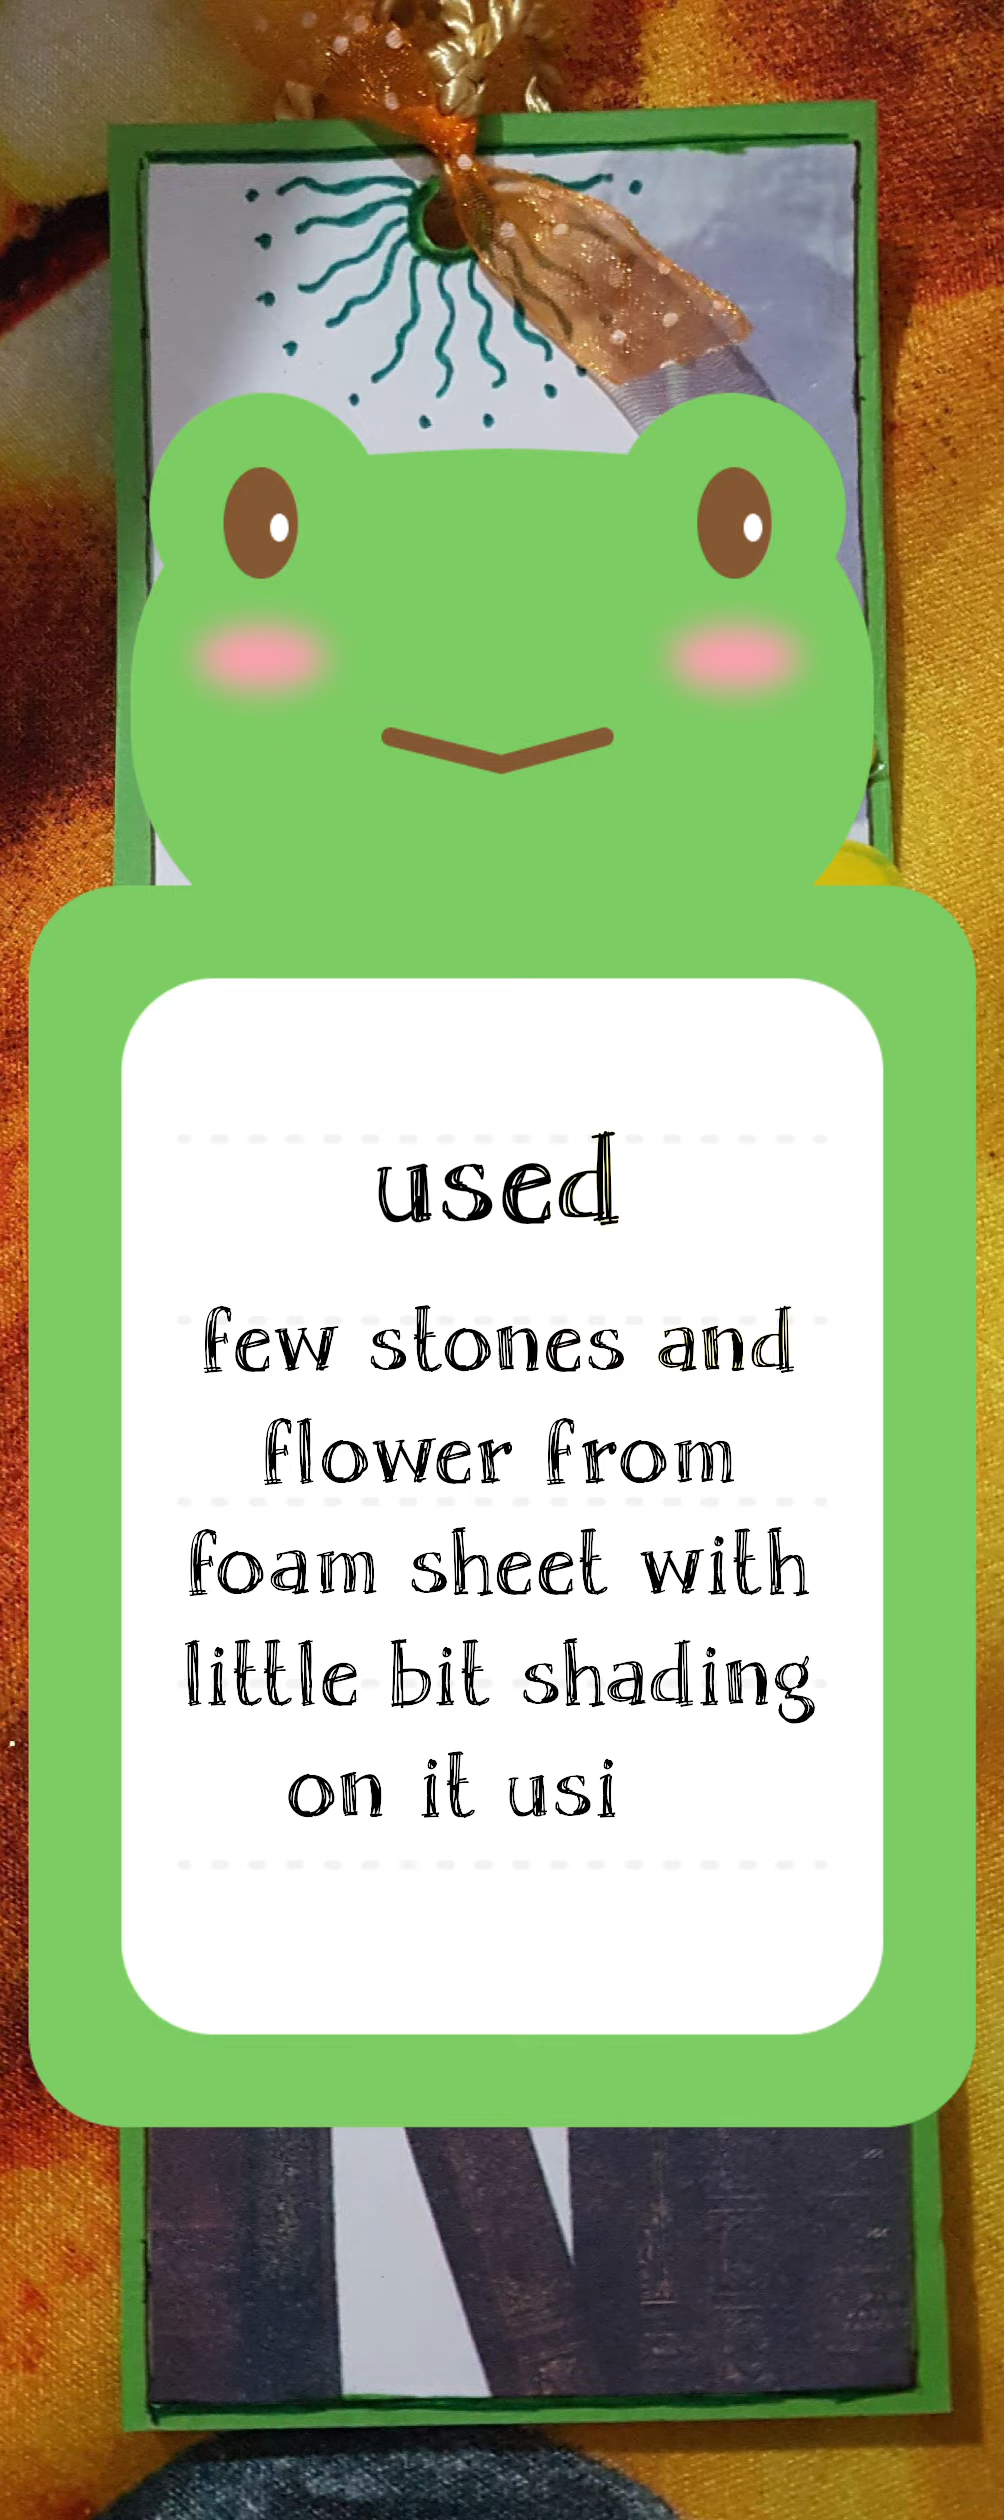 used
few stones and
flower from
foam sheet with
little bit shading
on it usi